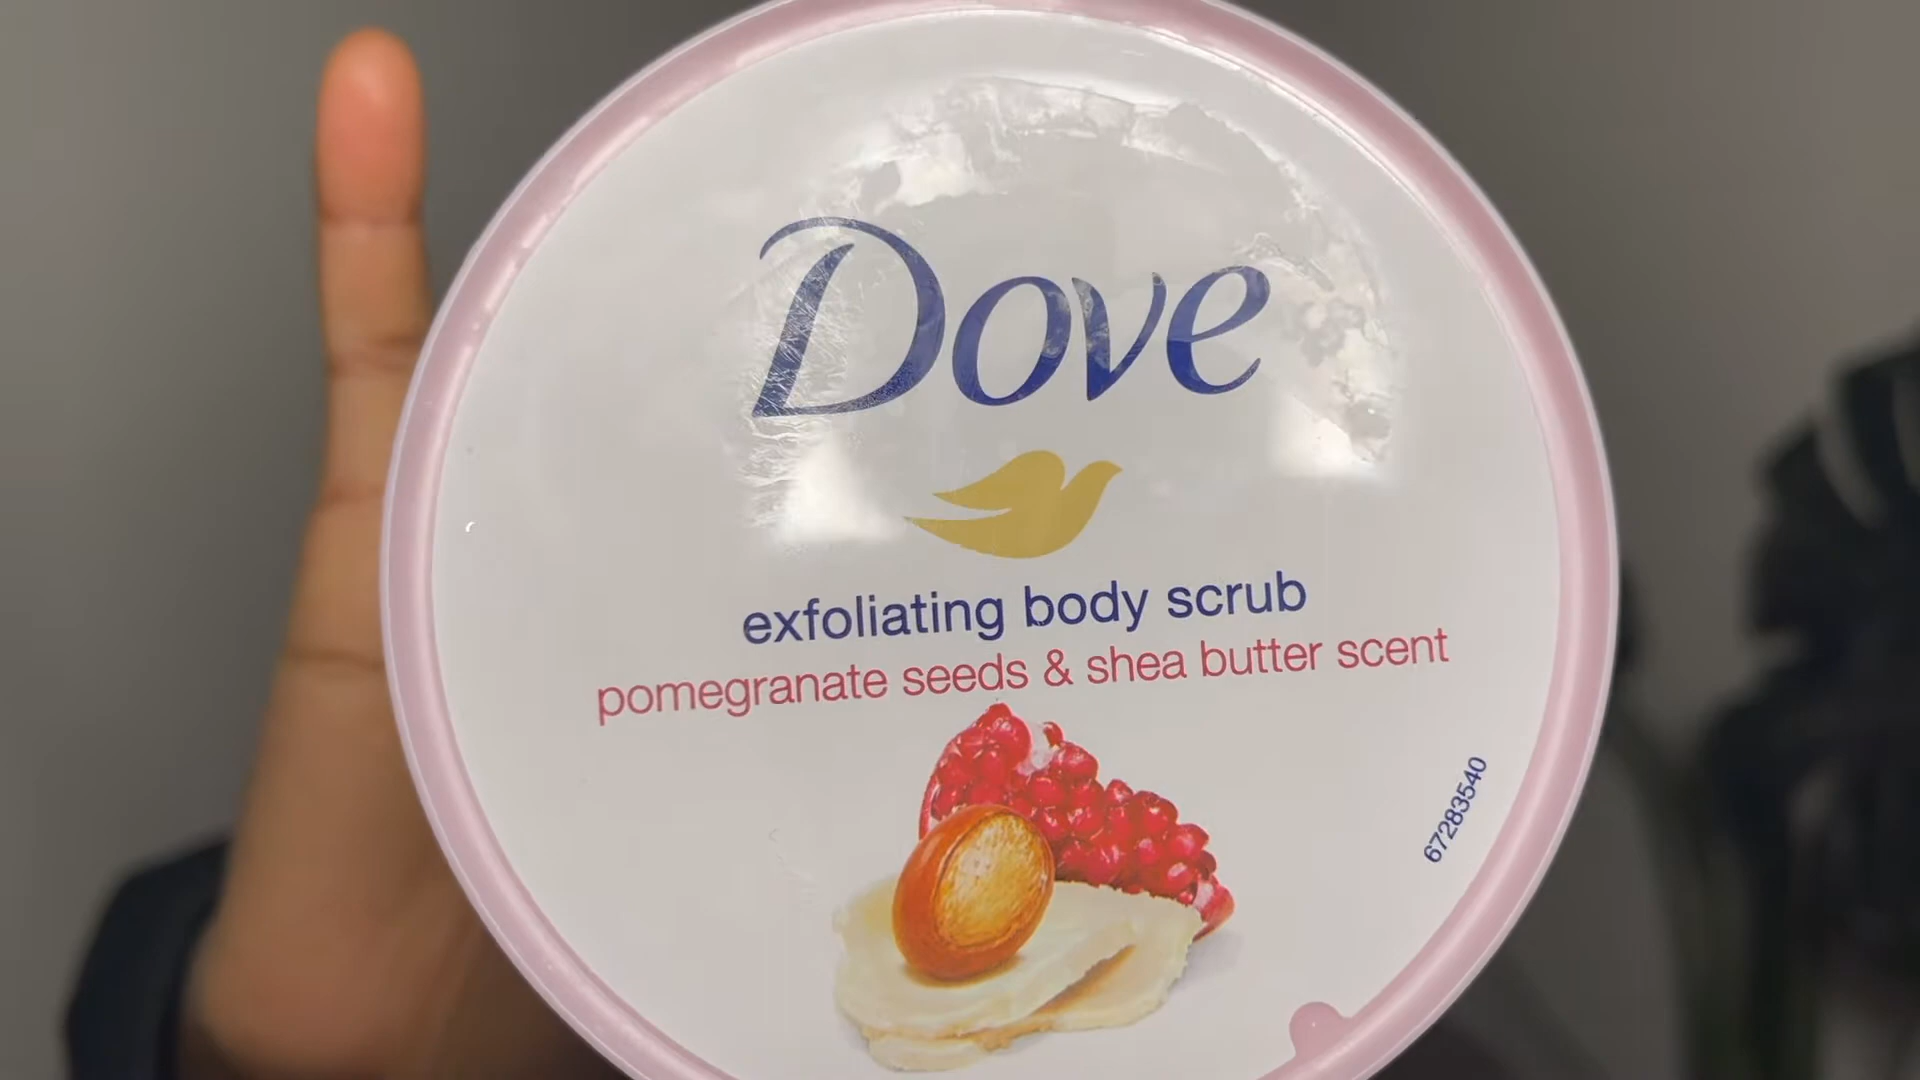 Dove
exfoliating body scrub
pomegranate seeds & shea butter scent
67283540